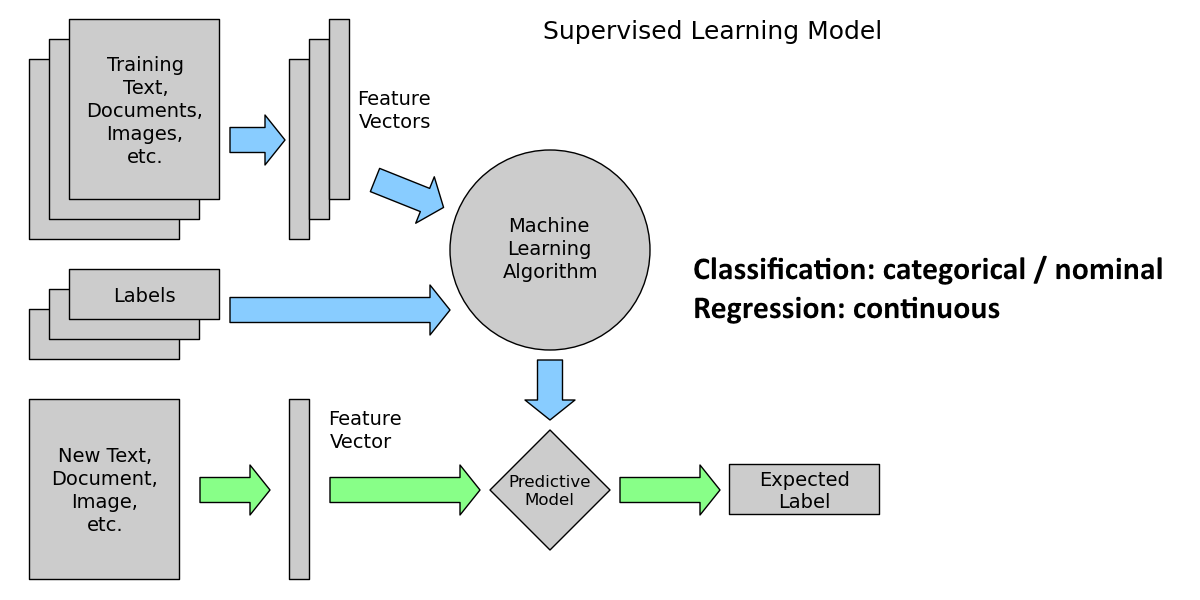 Supervised Learning Model
Training
Text,
Documents,
Images,
etc.
Feature
Vectors
Machine
Learning
Algorithm
Labels
Classification: categorical / nominal
Regression: continuous
New Text,
Document,
Image,
etc.
Feature
Vector
Predictive
Model
Expected
Label